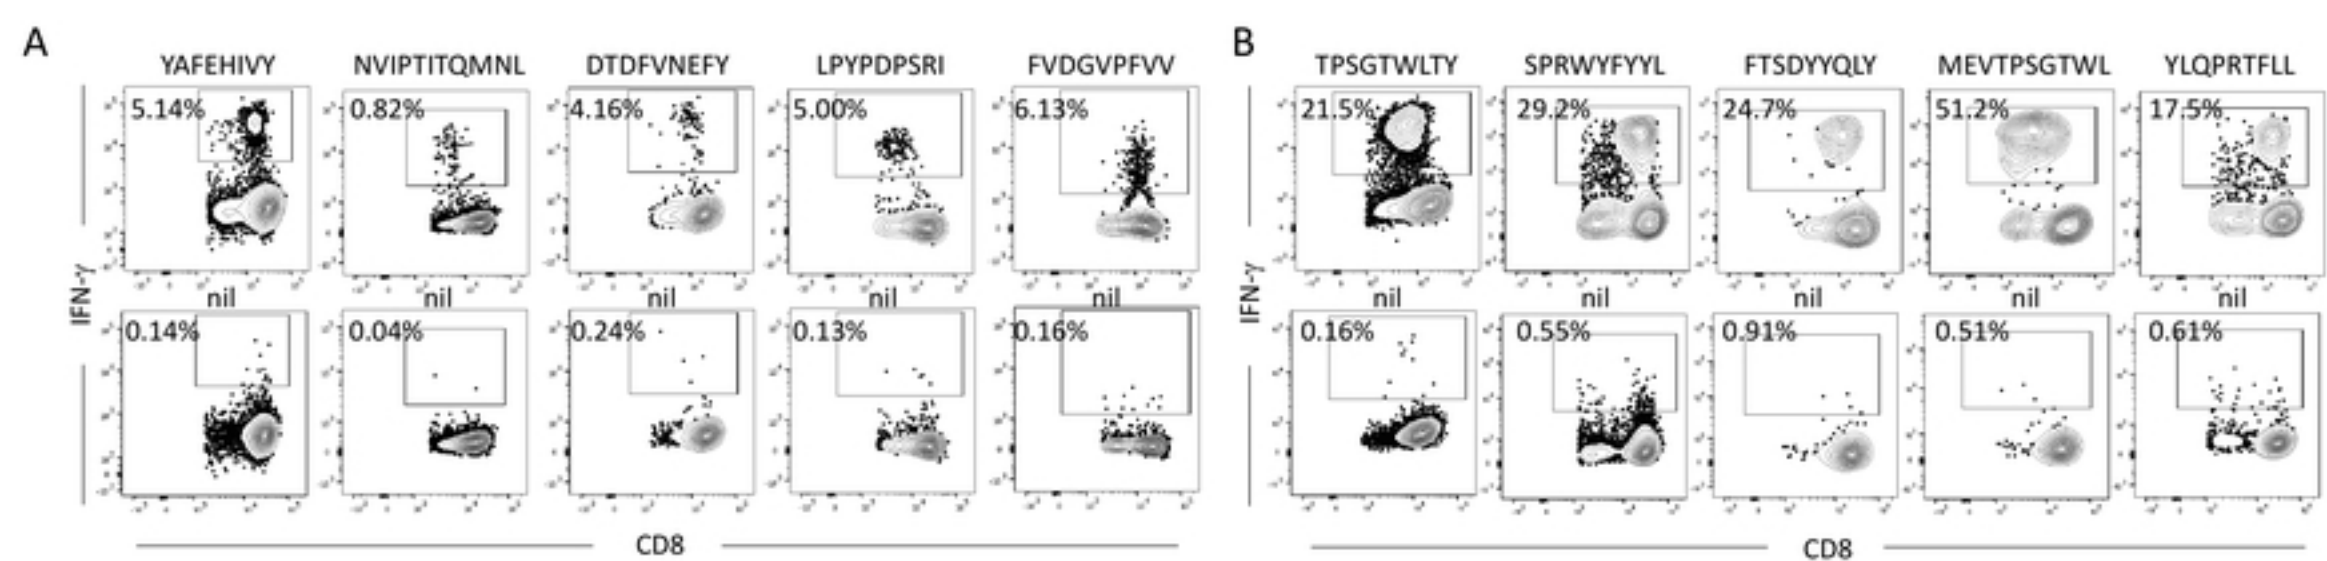 A
B
YAFEHIVY NVIPTITQMNL DTDFVNEFY LPYPDPSRI FVDGVPFVV
TPSGTWLTY SPRWYFYYL FTSDYYQLY MEVTPSGTWL YLQPRTFLL
5.14% 0.82% 4.16% 5.00% 6.13%
21.5% 29.2% 24.7% 51.2% 17.5%
IFN-γ
nil nil nil nil nil
IFN-γ
nil nil nil nil nil
0.14% 0.04% 0.24% 0.13% 0.16%
0.16% 0.55% 0.91% 0.51% 0.61%
CD8
CD8